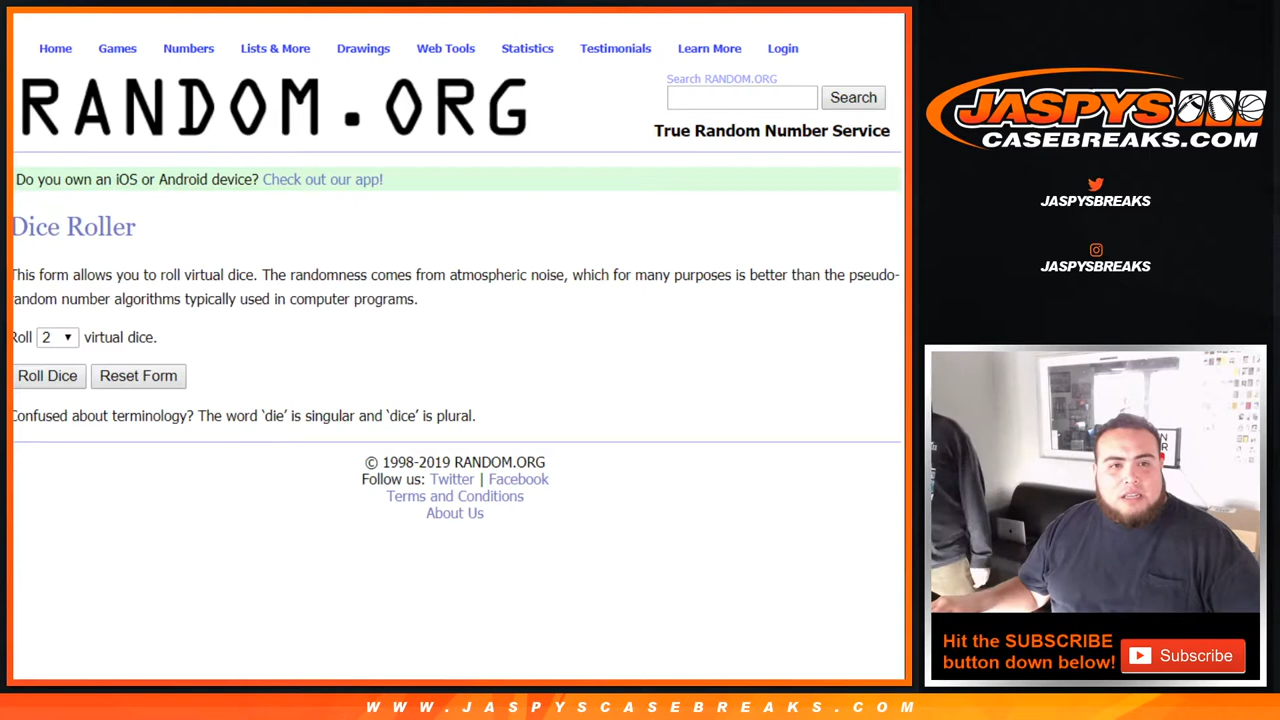 Home Games Numbers Lists & More Drawings Web Tools Statistics Testimonials Learn More Login
RANDOM.ORG
Search RANDOM.ORG
Search
True Random Number Service
Do you own an iOS or Android device? Check out our app!
Dice Roller
This form allows you to roll virtual dice. The randomness comes from atmospheric noise, which for many purposes is better than the pseudo-
random number algorithms typically used in computer programs.
Roll 2 virtual dice.
Roll Dice Reset Form
Confused about terminology? The word ‘die’ is singular and ‘dice’ is plural.
© 1998-2019 RANDOM.ORG
Follow us: Twitter | Facebook
Terms and Conditions
About Us
JASPYS
CASEBREAKS.COM
JASPYSBREAKS
JASPYSBREAKS
Hit the SUBSCRIBE
button down below!
Subscribe
WWW.JASPYSCASEBREAKS.COM